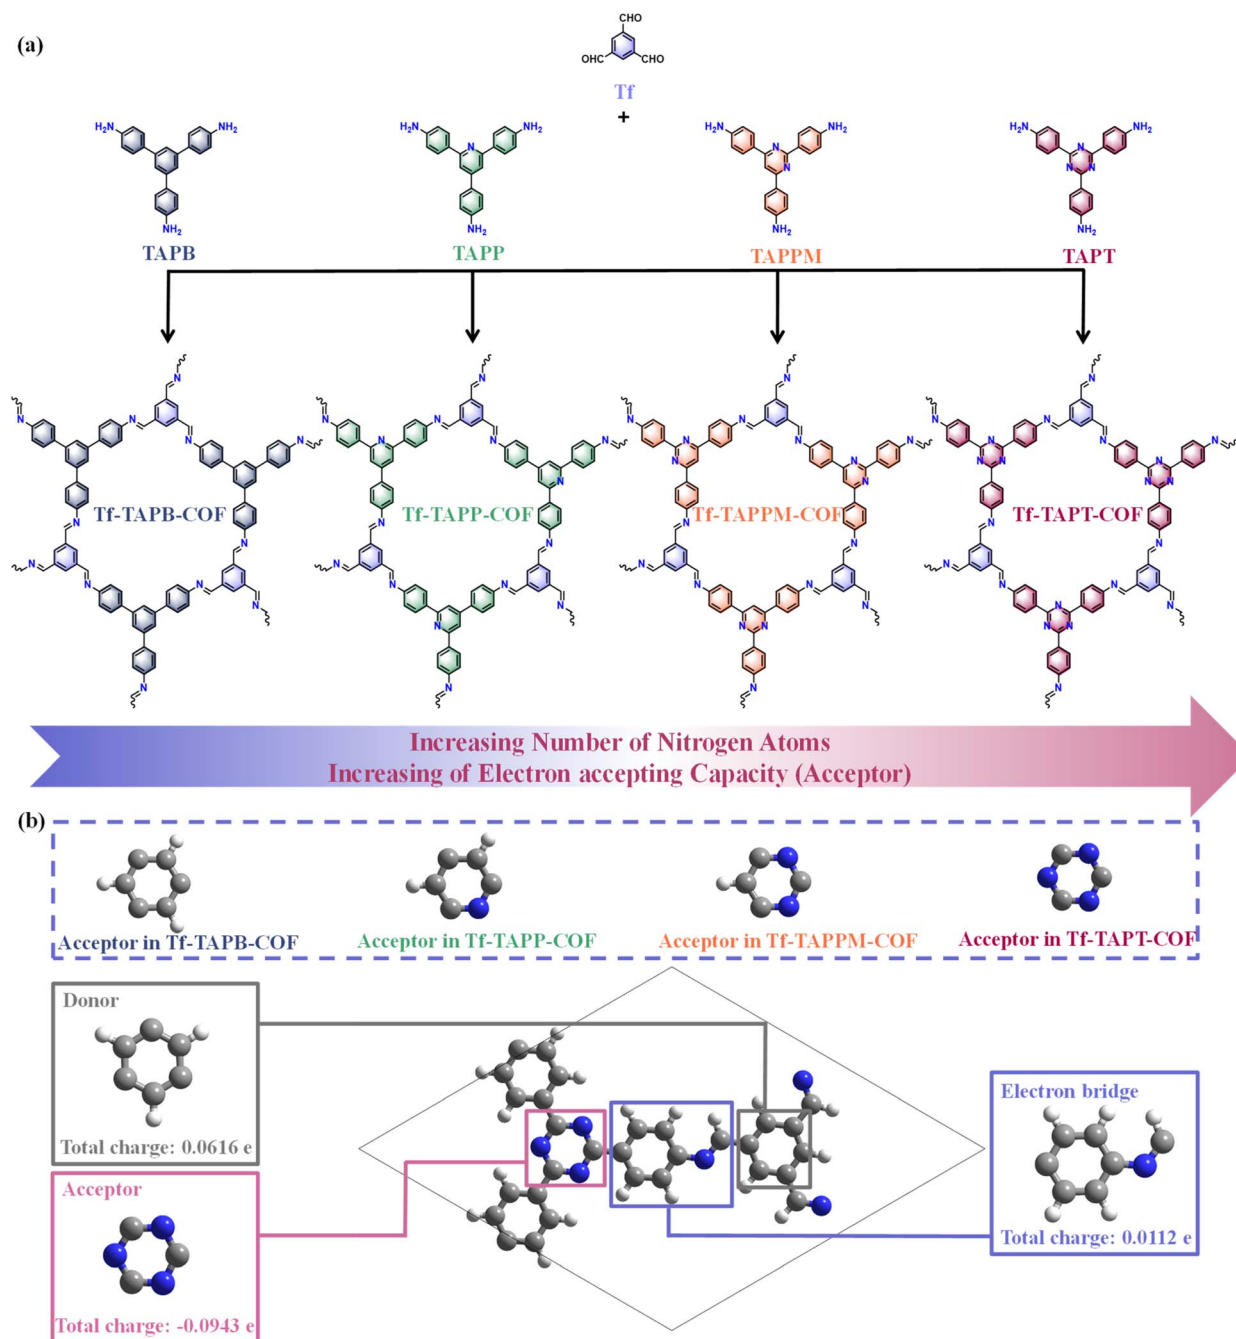 (a)
CHO
OHC
CHO
Tf
+
H₂N
NH₂
NH₂
TAPB
H₂N
N
NH₂
NH₂
TAPP
H₂N
N
N
NH₂
NH₂
TAPPM
H₂N
N
N
N
NH₂
NH₂
TAPT
Tf-TAPB-COF
Tf-TAPP-COF
Tf-TAPPM-COF
Tf-TAPT-COF
Increasing Number of Nitrogen Atoms
Increasing of Electron accepting Capacity (Acceptor)
(b)
Acceptor in Tf-TAPB-COF
Acceptor in Tf-TAPP-COF
Acceptor in Tf-TAPPM-COF
Acceptor in Tf-TAPT-COF
Donor
Total charge: 0.0616 e
Acceptor
Total charge: -0.0943 e
Electron bridge
Total charge: 0.0112 e